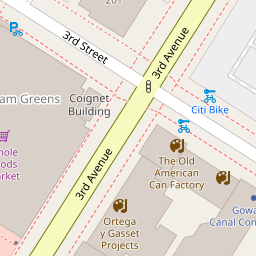 201
3rd Street
3rd Avenue
am Greens
Coignet
Building
Citi Bike
hole
ods
arket
The Old
American
Can Factory
3rd Avenue
Gowa
Canal Con
Ortega
y Gasset
Projects